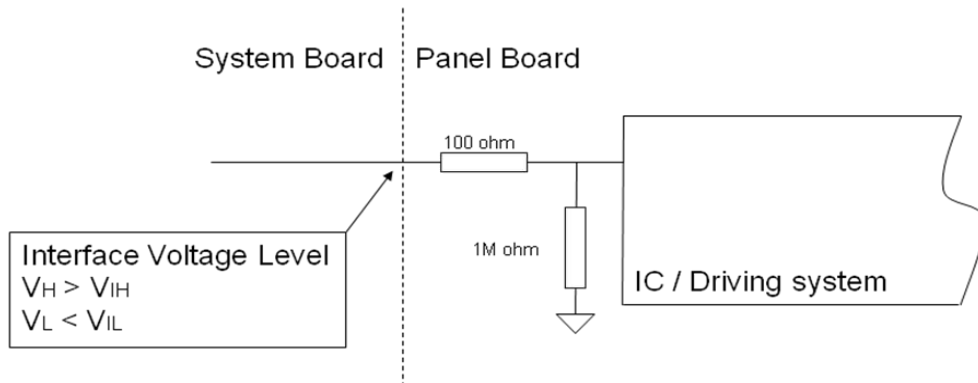 System Board
Panel Board
100 ohm
1M ohm
IC / Driving system
Interface Voltage Level
VH > VIH
VL < VIL